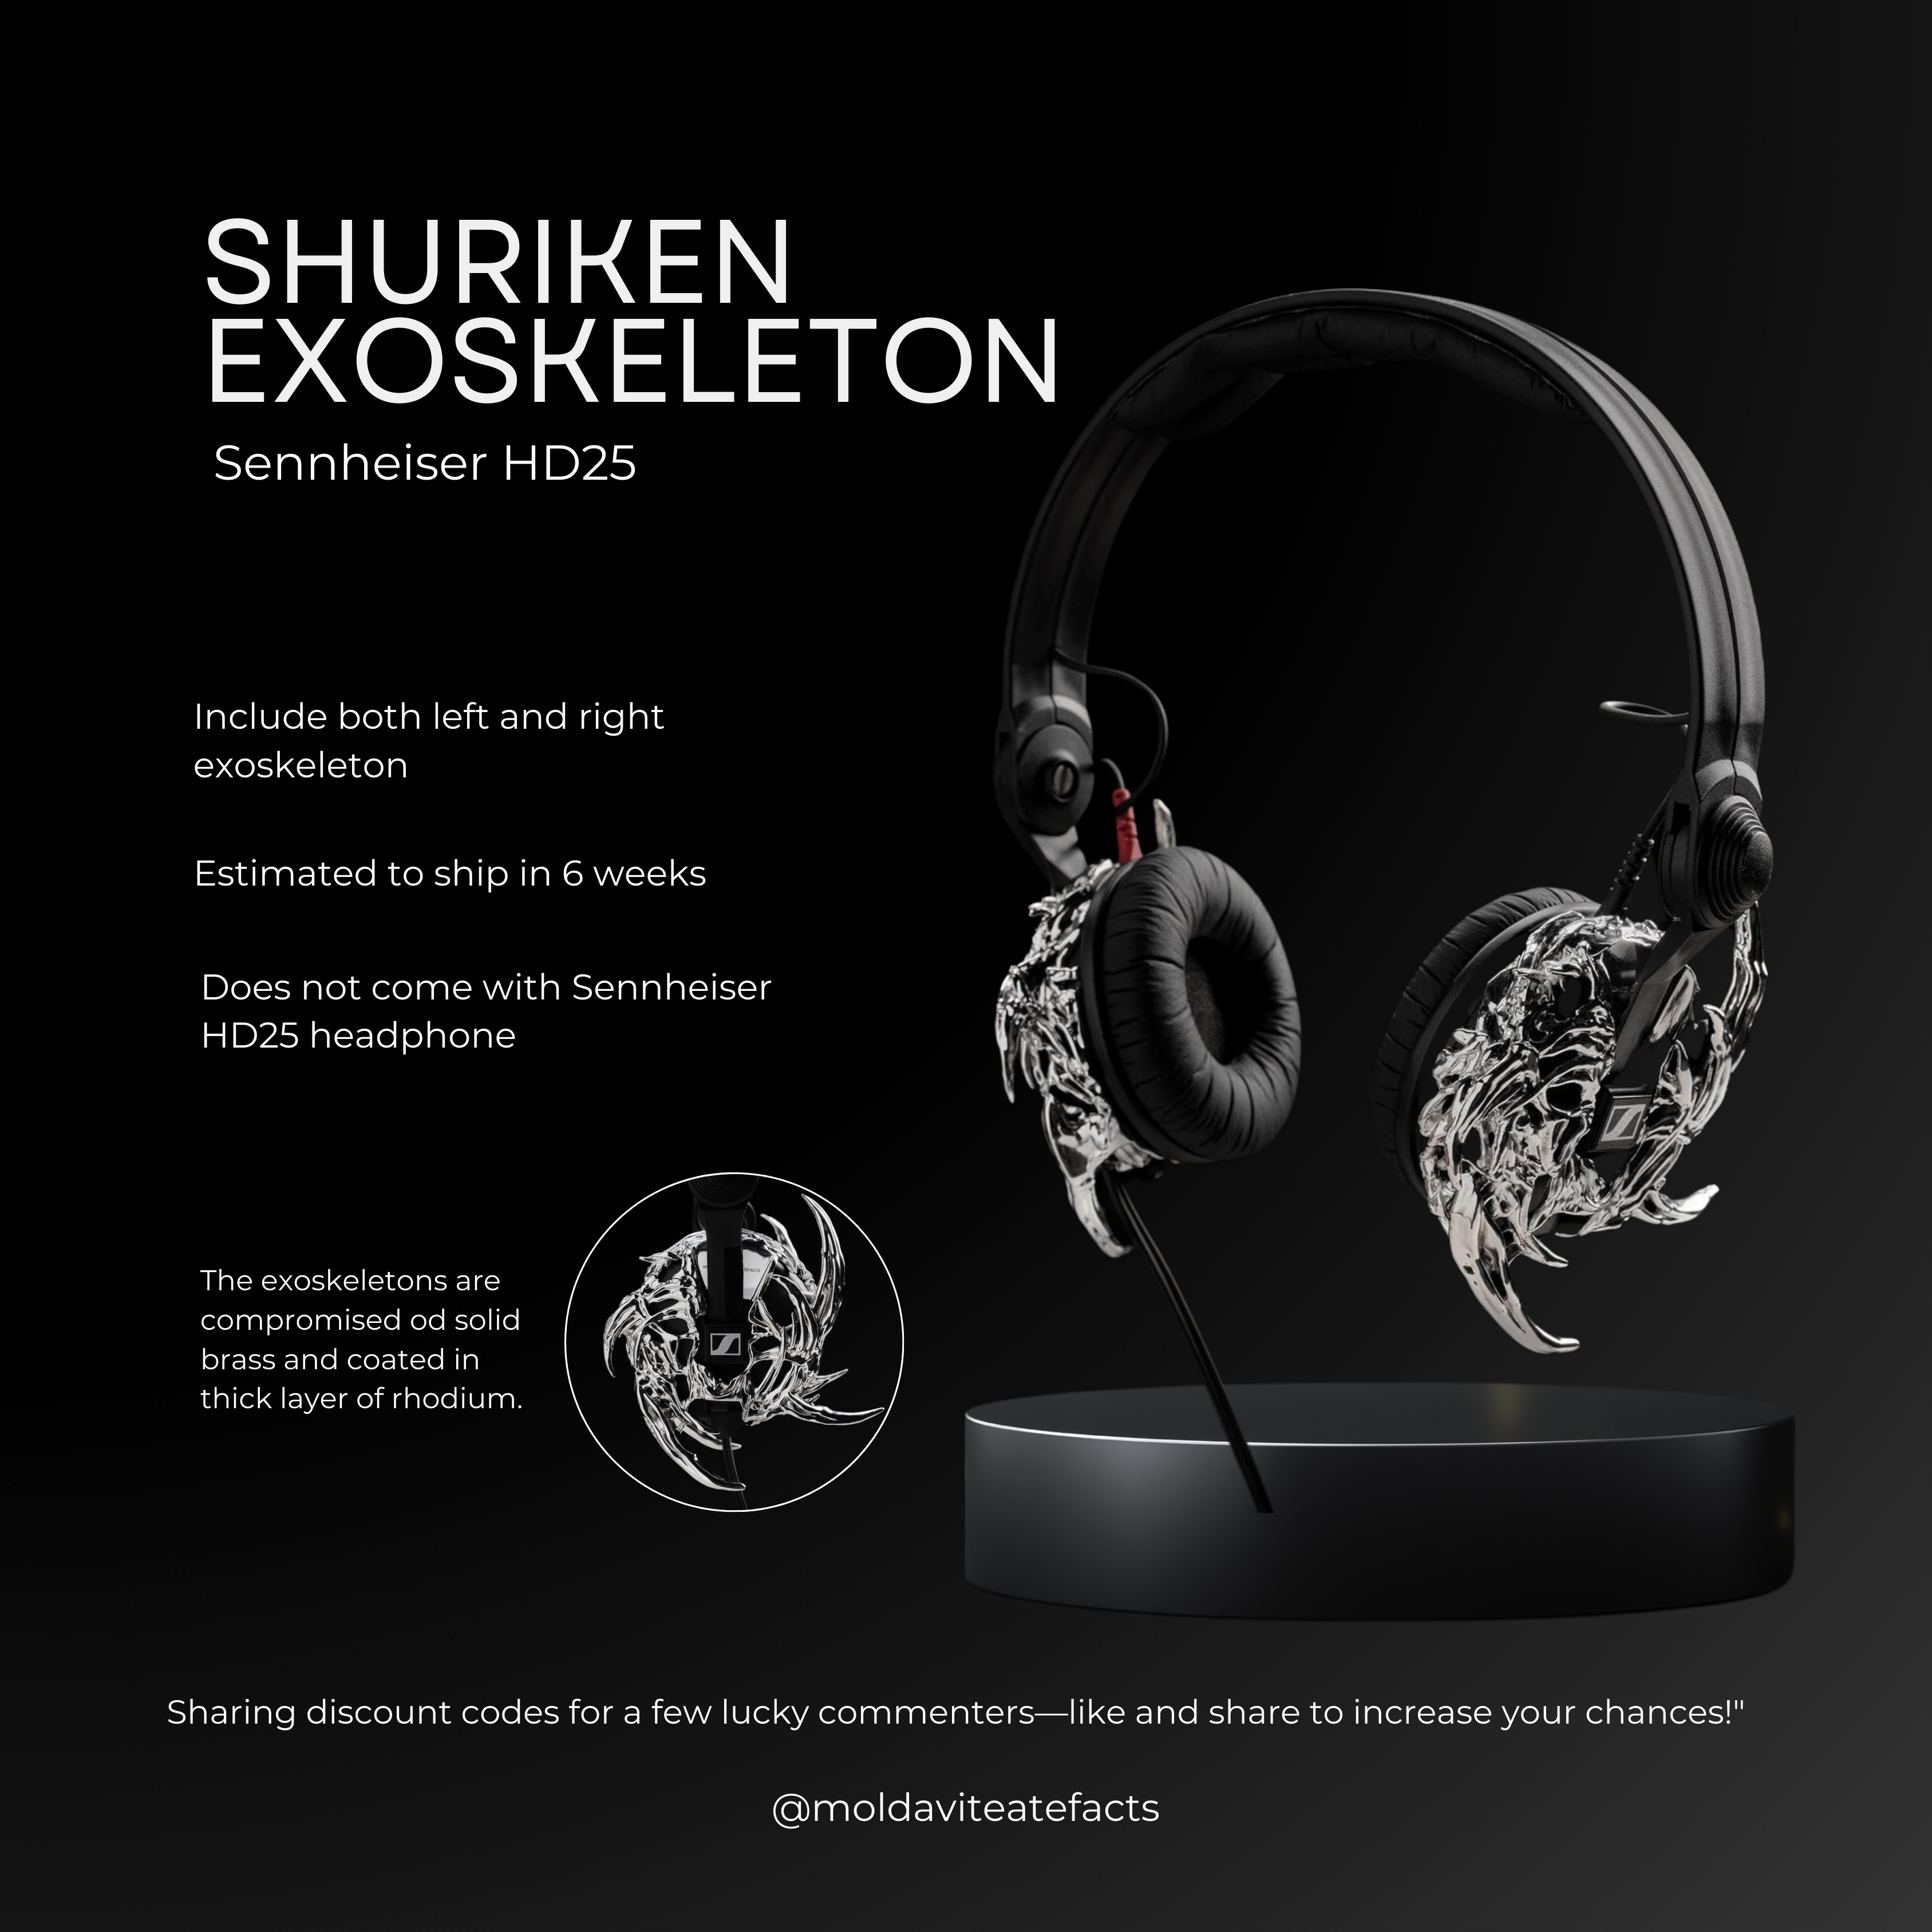 SHURIKEN
EXOSKELETON
Sennheiser HD25
Include both left and right
exoskeleton
Estimated to ship in 6 weeks
Does not come with Sennheiser
HD25 headphone
The exoskeletons are
compromised od solid
brass and coated in
thick layer of rhodium.
Sharing discount codes for a few lucky commenters—like and share to increase your chances!"
@moldaviteatefacts